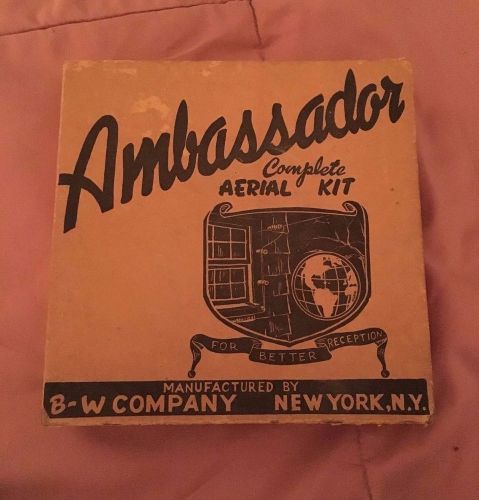 Ambassador
Complete
AERIAL KIT
FOR BETTER RECEPTION
MANUFACTURED BY
B-W COMPANY NEW YORK, N.Y.